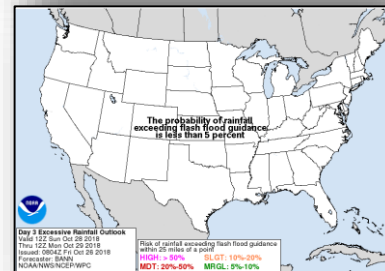 The probability of rainfall
exceeding flash flood guidance
is less than 5 percent
NOAA
Day 3 Excessive Rainfall Outlook
Valid 12Z Sun Oct 28 2018
Thru 12Z Mon Oct 29 2018
Issued: 0804Z Fri Oct 26 2018
Forecaster: BANN
NOAA/NWS/NCEP/WPC
Risk of rainfall exceeding flash flood guidance
within 25 miles of a point
HIGH: > 50% SLGT: 10%-20%
MDT: 20%-50% MRGL: 5%-10%